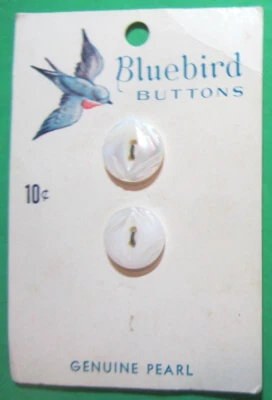 Bluebird
BUTTONS
10¢
GENUINE PEARL